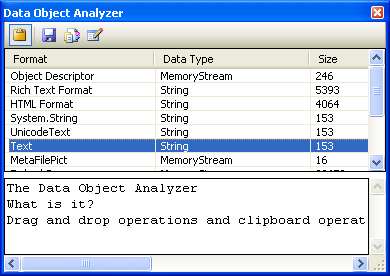 Data Object Analyzer
Format Data Type Size
Object Descriptor MemoryStream 246
Rich Text Format String 5393
HTML Format String 4064
System.String String 153
UnicodeText String 153
Text String 153
MetaFilePict MemoryStream 16
The Data Object Analyzer
What is it?
Drag and drop operations and clipboard operat